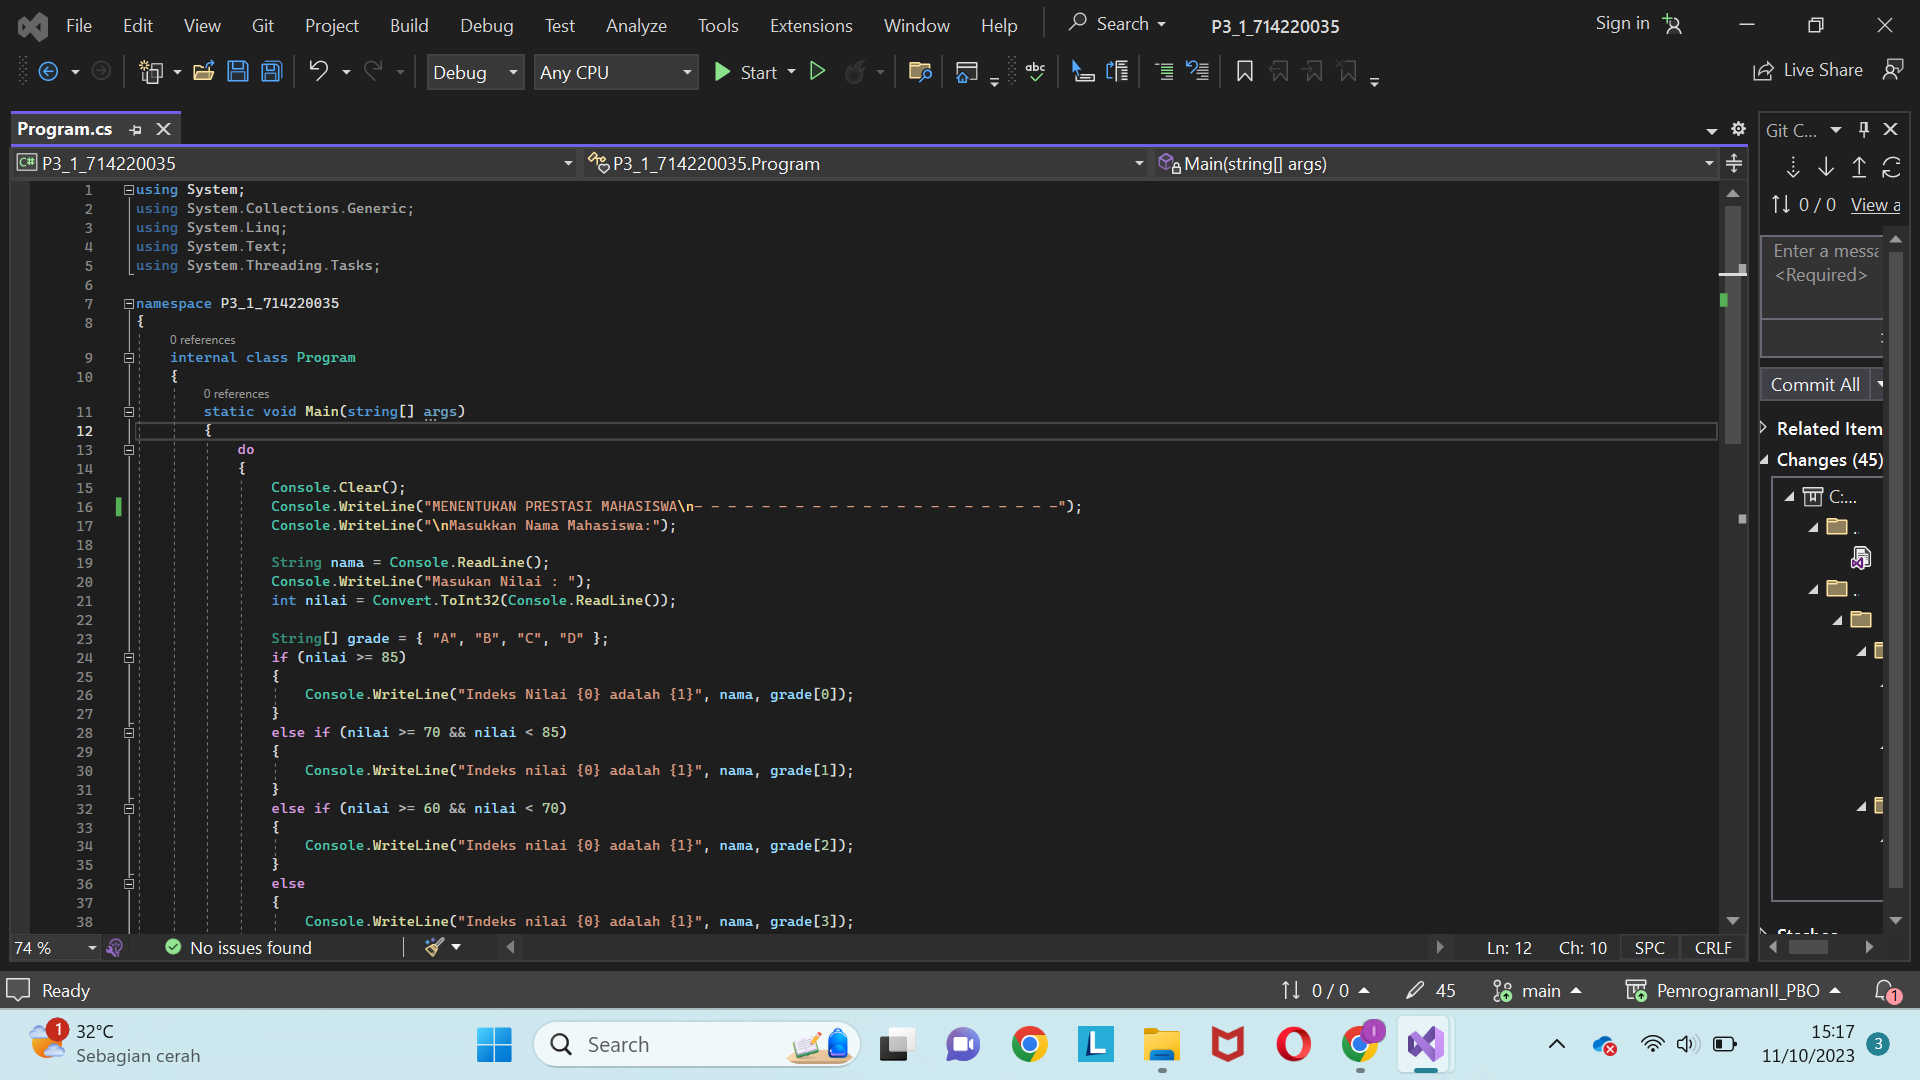 File Edit View Git Project Build Debug Test Analyze Tools Extensions Window Help Search P3_1_714220035 Sign in
Debug Any CPU Start Live Share
Program.cs
Git C...
P3_1_714220035 P3_1_714220035.Program Main(string[] args)
0 / 0 View a
Enter a messa
<Required>
Commit All
Related Item
Changes (45)
C:...
1 using System;
2 using System.Collections.Generic;
3 using System.Linq;
4 using System.Text;
5 using System.Threading.Tasks;
6
7 namespace P3_1_714220035
8 {
0 references
9 internal class Program
10 {
0 references
11 static void Main(string[] args)
12 {
13 do
14 {
15 Console.Clear();
16 Console.WriteLine("MENENTUKAN PRESTASI MAHASISWA\n- - - - - - - - - - - - - - - - - - - - - - - - - - -");
17 Console.WriteLine("\nMasukkan Nama Mahasiswa:");
18
19 String nama = Console.ReadLine();
20 Console.WriteLine("Masukan Nilai : ");
21 int nilai = Convert.ToInt32(Console.ReadLine());
22
23 String[] grade = { "A", "B", "C", "D" };
24 if (nilai >= 85)
25 {
26 Console.WriteLine("Indeks Nilai {0} adalah {1}", nama, grade[0]);
27 }
28 else if (nilai >= 70 && nilai < 85)
29 {
30 Console.WriteLine("Indeks nilai {0} adalah {1}", nama, grade[1]);
31 }
32 else if (nilai >= 60 && nilai < 70)
33 {
34 Console.WriteLine("Indeks nilai {0} adalah {1}", nama, grade[2]);
35 }
36 else
37 {
38 Console.WriteLine("Indeks nilai {0} adalah {1}", nama, grade[3]);
74 % No issues found Ln: 12 Ch: 10 SPC CRLF
Ready 0 / 0 45 main PemrogramanII_PBO 1
1 32°C
Sebagian cerah
Search
15:17
11/10/2023 3